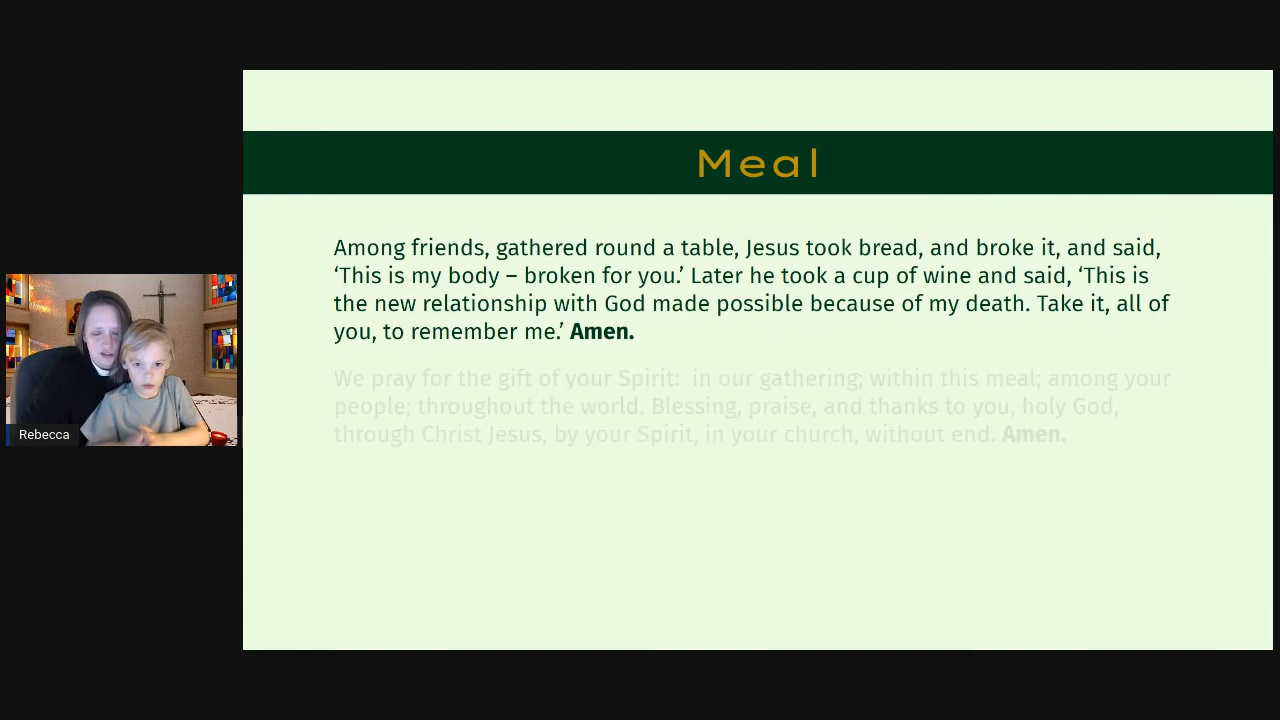 Meal
Among friends, gathered round a table, Jesus took bread, and broke it, and said,
‘This is my body – broken for you.’ Later he took a cup of wine and said, ‘This is
the new relationship with God made possible because of my death. Take it, all of
you, to remember me.’ Amen.
We pray for the gift of your Spirit:  in our gathering; within this meal; among your
people; throughout the world. Blessing, praise, and thanks to you, holy God,
through Christ Jesus, by your Spirit, in your church, without end. Amen.
Rebecca